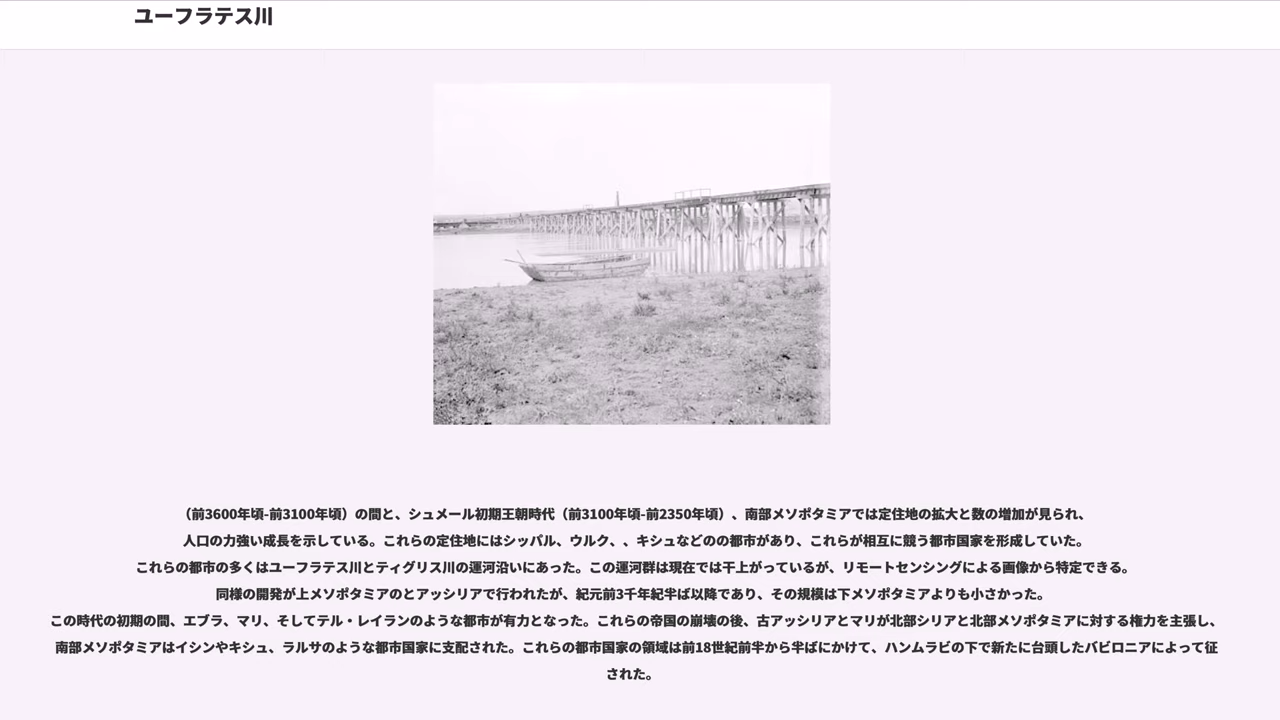 ユーフラテス川
（前3600年頃-前3100年頃）の間と、シュメール初期王朝時代（前3100年頃-前2350年頃）、南部メソポタミアでは定住地の拡大と数の増加が見られ、
人口の力強い成長を示している。これらの定住地にはシッパル、ウルク、、キシュなどのの都市があり、これらが相互に競う都市国家を形成していた。
これらの都市の多くはユーフラテス川とティグリス川の運河沿いにあった。この運河群は現在では干上がっているが、リモートセンシングによる画像から特定できる。
同様の開発が上メソポタミアのとアッシリアで行われたが、紀元前3千年紀半ば以降であり、その規模は下メソポタミアよりも小さかった。
この時代の初期の間、エブラ、マリ、そしてテル・レイランのような都市が有力となった。これらの帝国の崩壊の後、古アッシリアとマリが北部シリアと北部メソポタミアに対する権力を主張し、
南部メソポタミアはイシンやキシュ、ラルサのような都市国家に支配された。これらの都市国家の領域は前18世紀前半から半ばにかけて、ハンムラビの下で新たに台頭したバビロニアによって征
された。